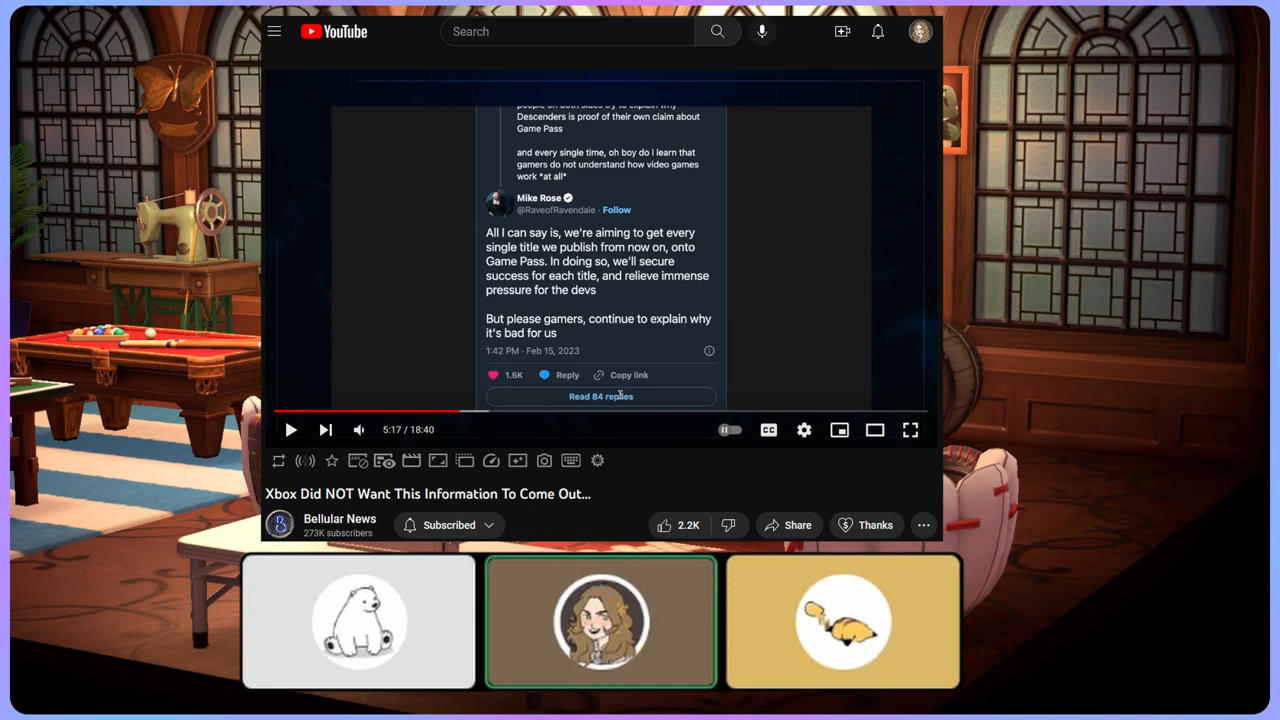 YouTube
Search
people on both sides try to explain why
Descenders is proof of their own claim about
Game Pass
and every single time, oh boy do I learn that
gamers do not understand how video games
work *at all*
Mike Rose
@RaveofRavendale · Follow
All I can say is, we're aiming to get every
single title we publish from now on, onto
Game Pass. In doing so, we'll secure
success for each title, and relieve immense
pressure for the devs
But please gamers, continue to explain why
it's bad for us
1:42 PM · Feb 15, 2023
1.5K Reply Copy link
Read 84 replies
5:17 / 18:40
CC
Xbox Did NOT Want This Information To Come Out...
Bellular News
273K subscribers
Subscribed
2.2K
Share
Thanks